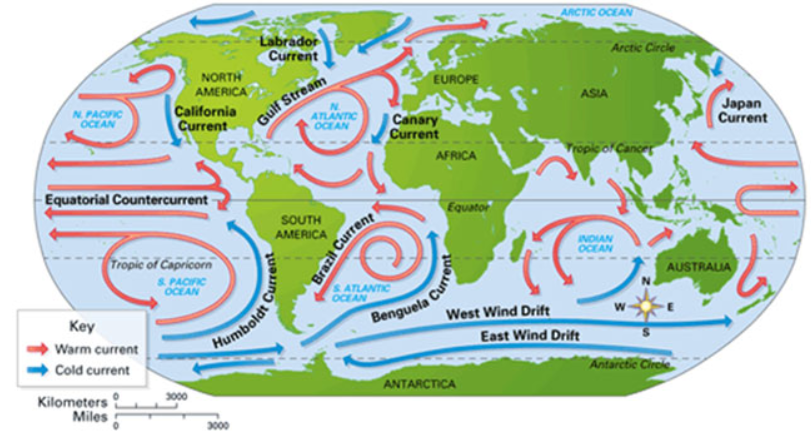 ARCTIC OCEAN
Labrador
Current
Arctic Circle
NORTH
AMERICA
EUROPE
ASIA
Gulf Stream
N. PACIFIC
OCEAN
California
Current
N.
ATLANTIC
OCEAN
Canary
Current
Japan
Current
Tropic of Cancer
AFRICA
Equatorial Countercurrent
Equator
SOUTH
AMERICA
Brazil Current
INDIAN
OCEAN
Tropic of Capricorn
S. PACIFIC
OCEAN
Humboldt Current
S. ATLANTIC
OCEAN
Benguela Current
AUSTRALIA
N
W
E
S
West Wind Drift
East Wind Drift
Key
Warm current
Cold current
Antarctic Circle
ANTARCTICA
Kilometers
0
3000
Miles
0
3000